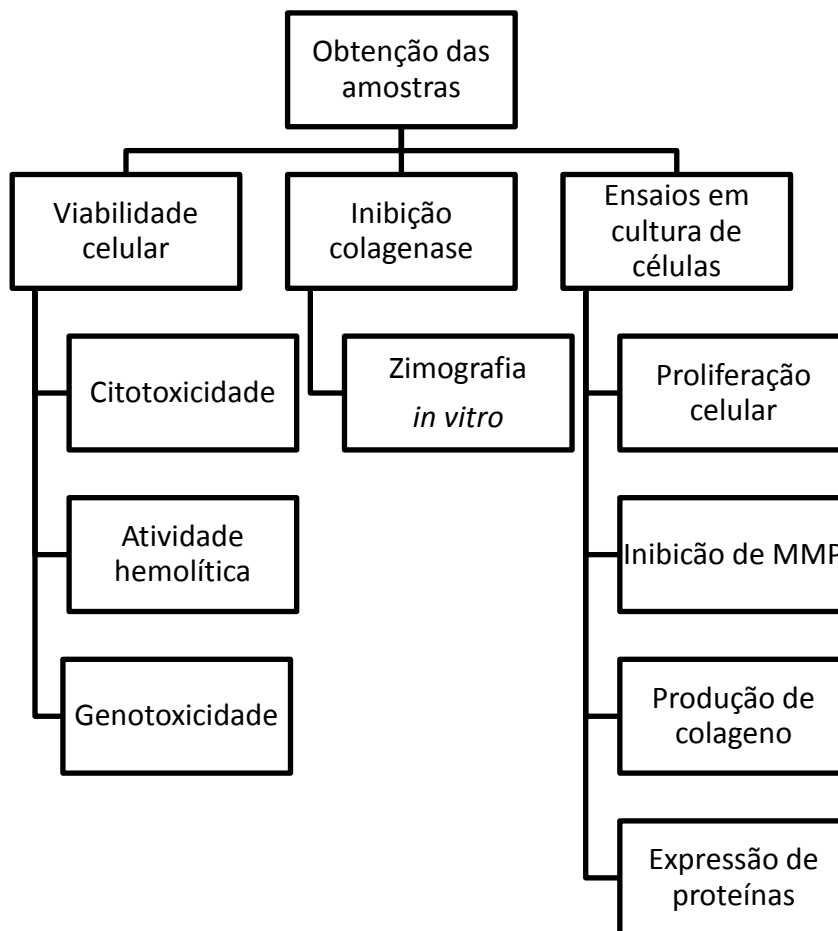 Obtenção das
amostras
Viabilidade
celular
Inibição
colagenase
Ensaios em
cultura de
células
Citotoxicidade
Zimografia
in vitro
Proliferação
celular
Atividade
hemolítica
Inibicão de MMP
Genotoxicidade
Produção de
colageno
Expressão de
proteínas